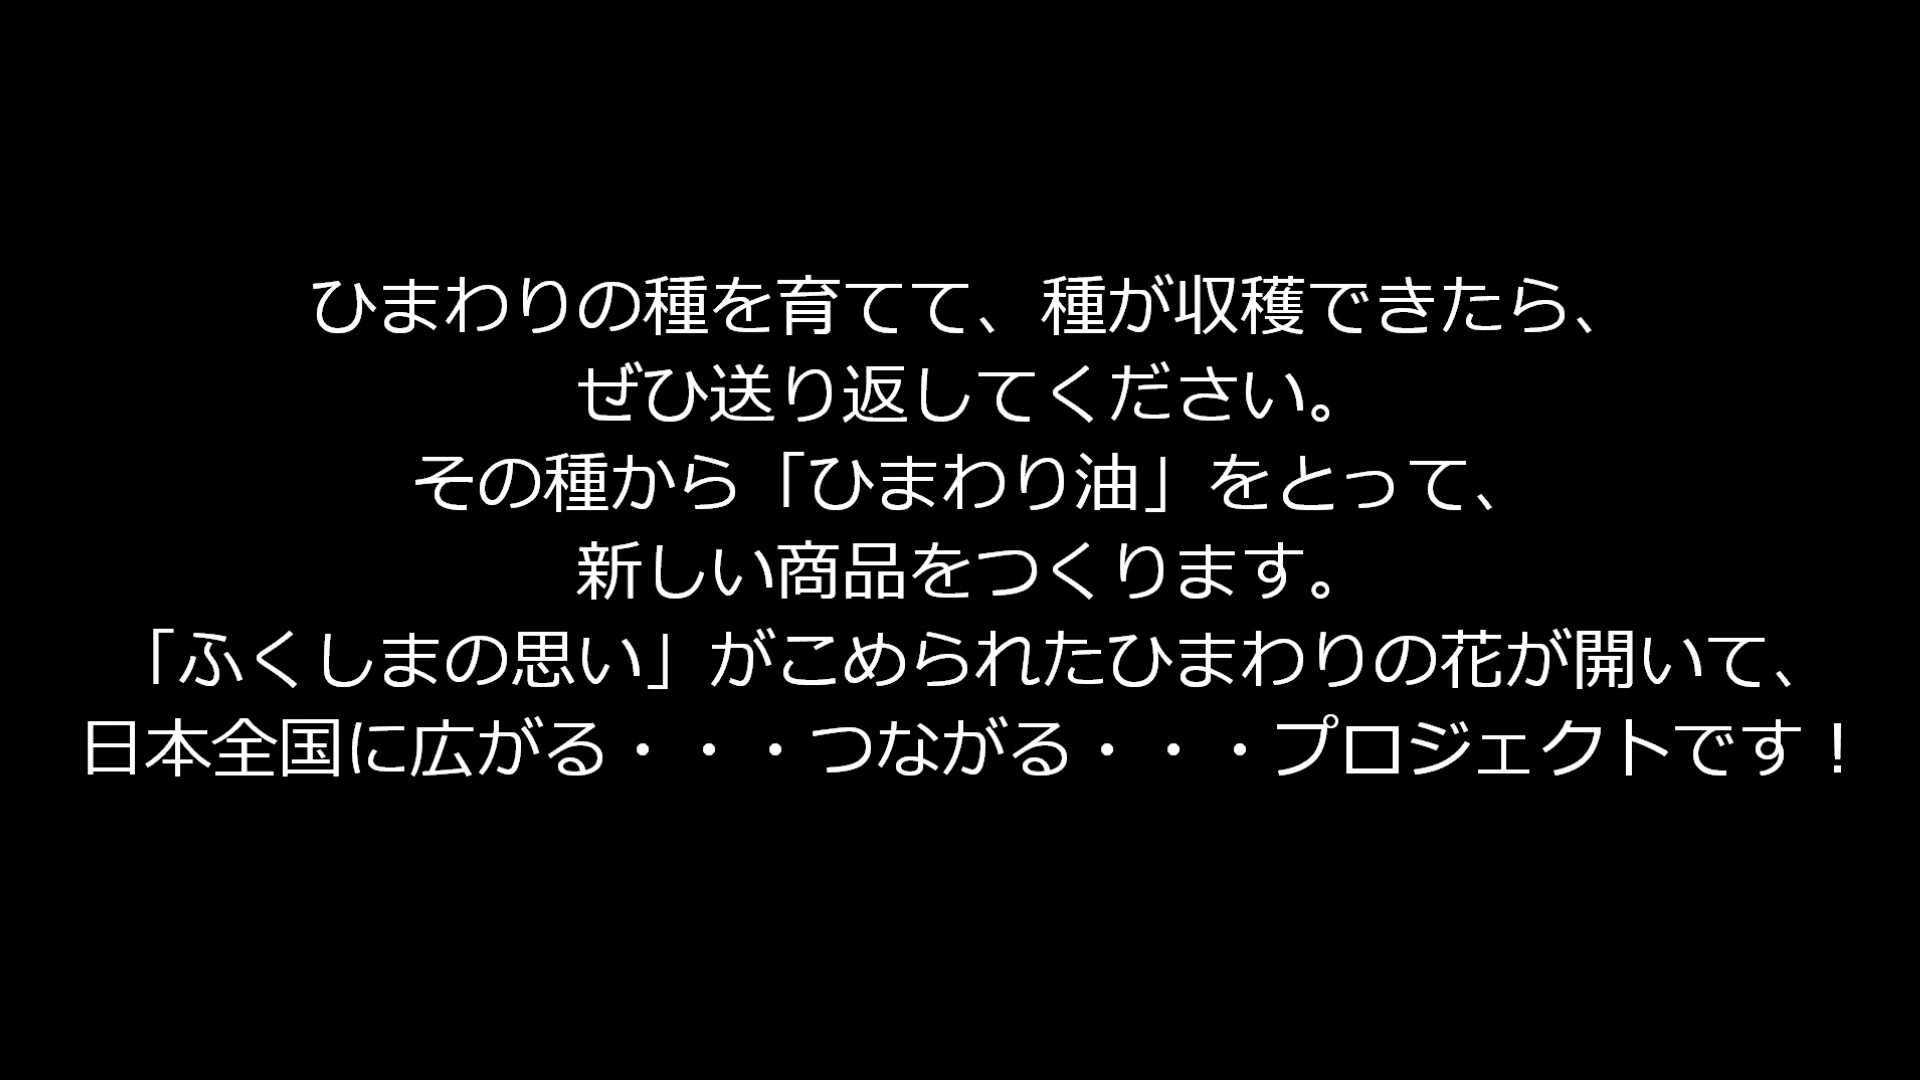 ひまわりの種を育てて、種が収穫できたら、
ぜひ送り返してください。
その種から「ひまわり油」をとって、
新しい商品をつくります。
「ふくしまの思い」がこめられたひまわりの花が開いて、
日本全国に広がる・・・つながる・・・プロジェクトです！